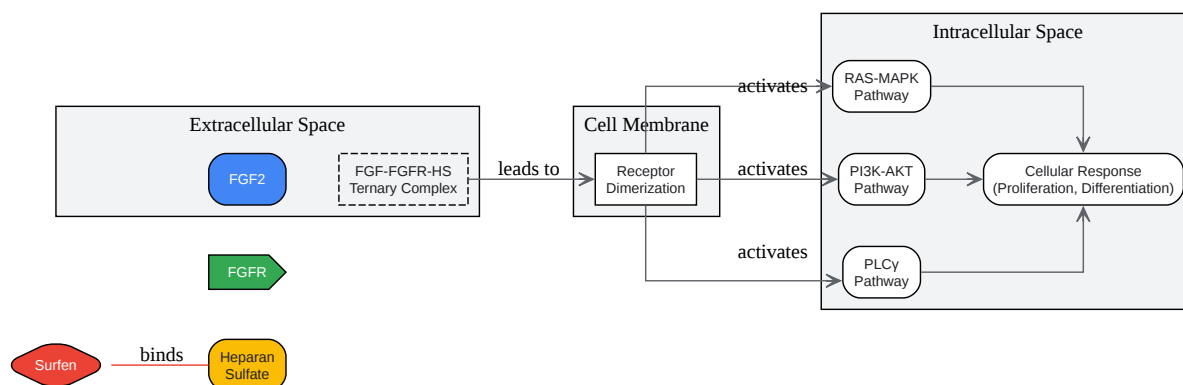 Intracellular Space
RAS-MAPK
Pathway
activates
Extracellular Space
Cell Membrane
FGF2
FGF-FGFR-HS
Ternary Complex
leads to
Receptor
Dimerization
activates
PI3K-AKT
Pathway
Cellular Response
(Proliferation, Differentiation)
activates
FGFR
PLCγ
Pathway
Surfen
binds
Heparan
Sulfate